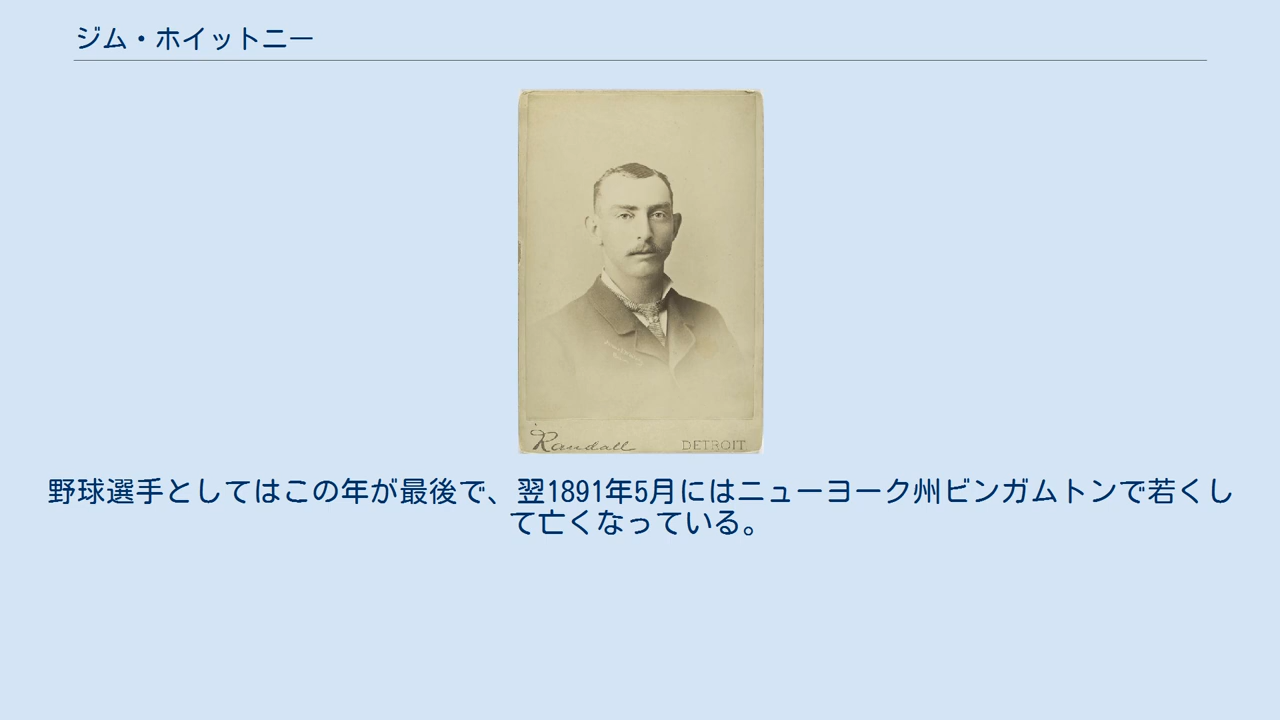 ジム・ホイットニー
Randall
DETROIT
野球選手としてはこの年が最後で、翌1891年5月にはニューヨーク州ビンガムトンで若くし
て亡くなっている。